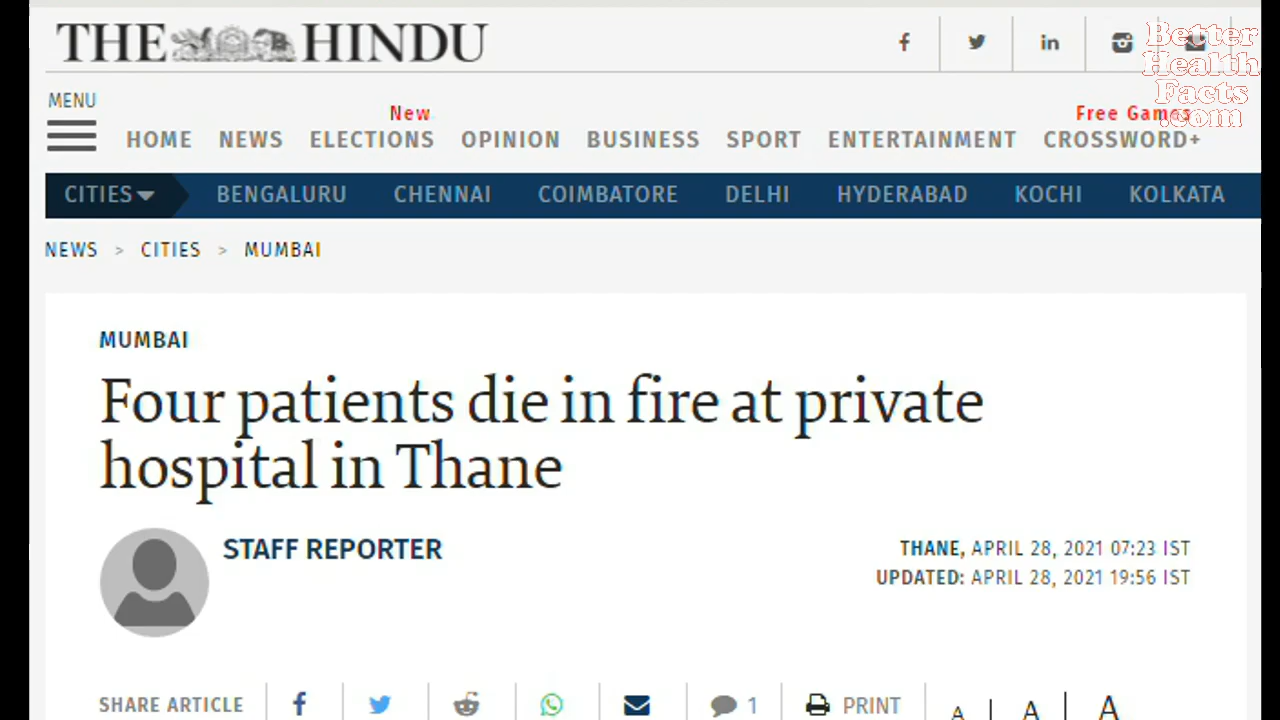 THE HINDU
Better
Health
Facts
.com
MENU
New
Free Games
HOME NEWS ELECTIONS OPINION BUSINESS SPORT ENTERTAINMENT CROSSWORD+
CITIES BENGALURU CHENNAI COIMBATORE DELHI HYDERABAD KOCHI KOLKATA
NEWS > CITIES > MUMBAI
MUMBAI
Four patients die in fire at private
hospital in Thane
STAFF REPORTER
THANE, APRIL 28, 2021 07:23 IST
UPDATED: APRIL 28, 2021 19:56 IST
SHARE ARTICLE 1 PRINT A A A